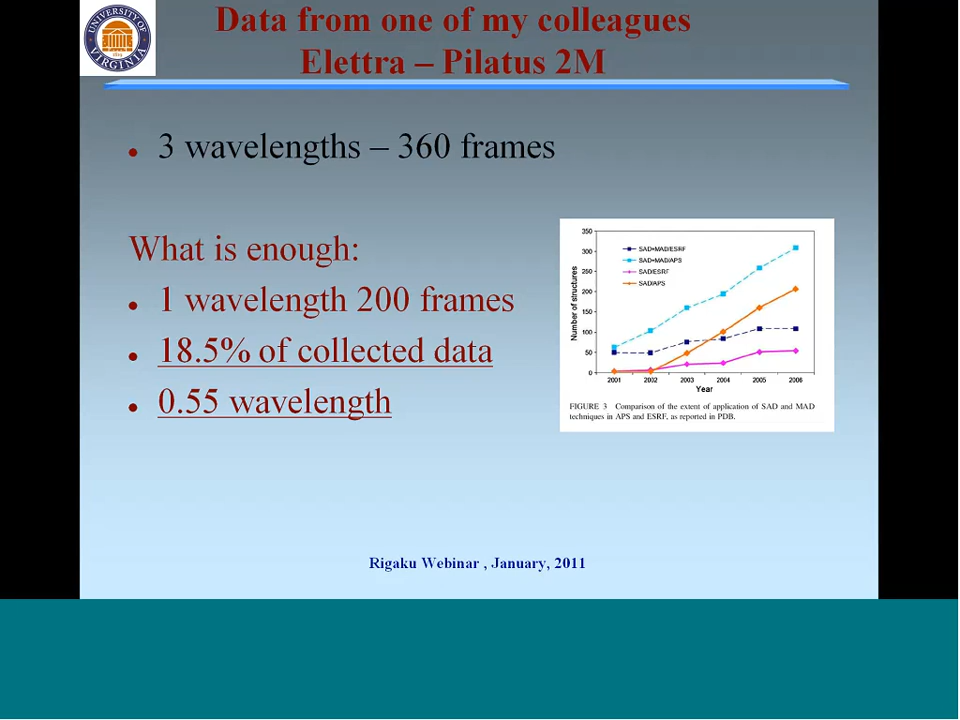 UNIVERSITY OF VIRGINIA
1819
Data from one of my colleagues
Elettra – Pilatus 2M
3 wavelengths – 360 frames
What is enough:
1 wavelength 200 frames
18.5% of collected data
0.55 wavelength
350
300
250
200
150
100
50
0
Number of structures
SAD+MAD/ESRF
SAD+MAD/APS
SAD/ESRF
SAD/APS
2001 2002 2003 2004 2005 2006
Year
FIGURE 3 Comparison of the extent of application of SAD and MAD
techniques in APS and ESRF, as reported in PDB.
Rigaku Webinar , January, 2011